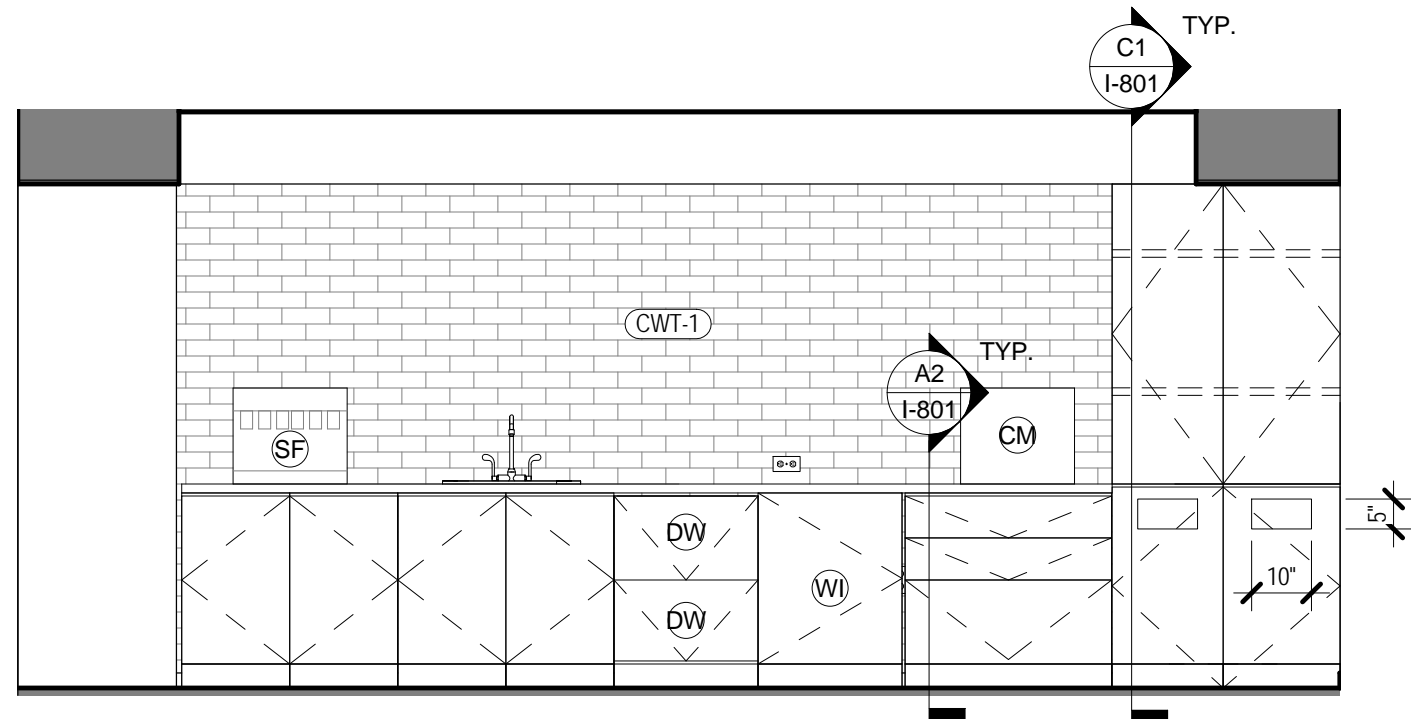 TYP.
C1
I-801
CWT-1
TYP.
A2
I-801
SF
CM
DW
WI
DW
5"
10"